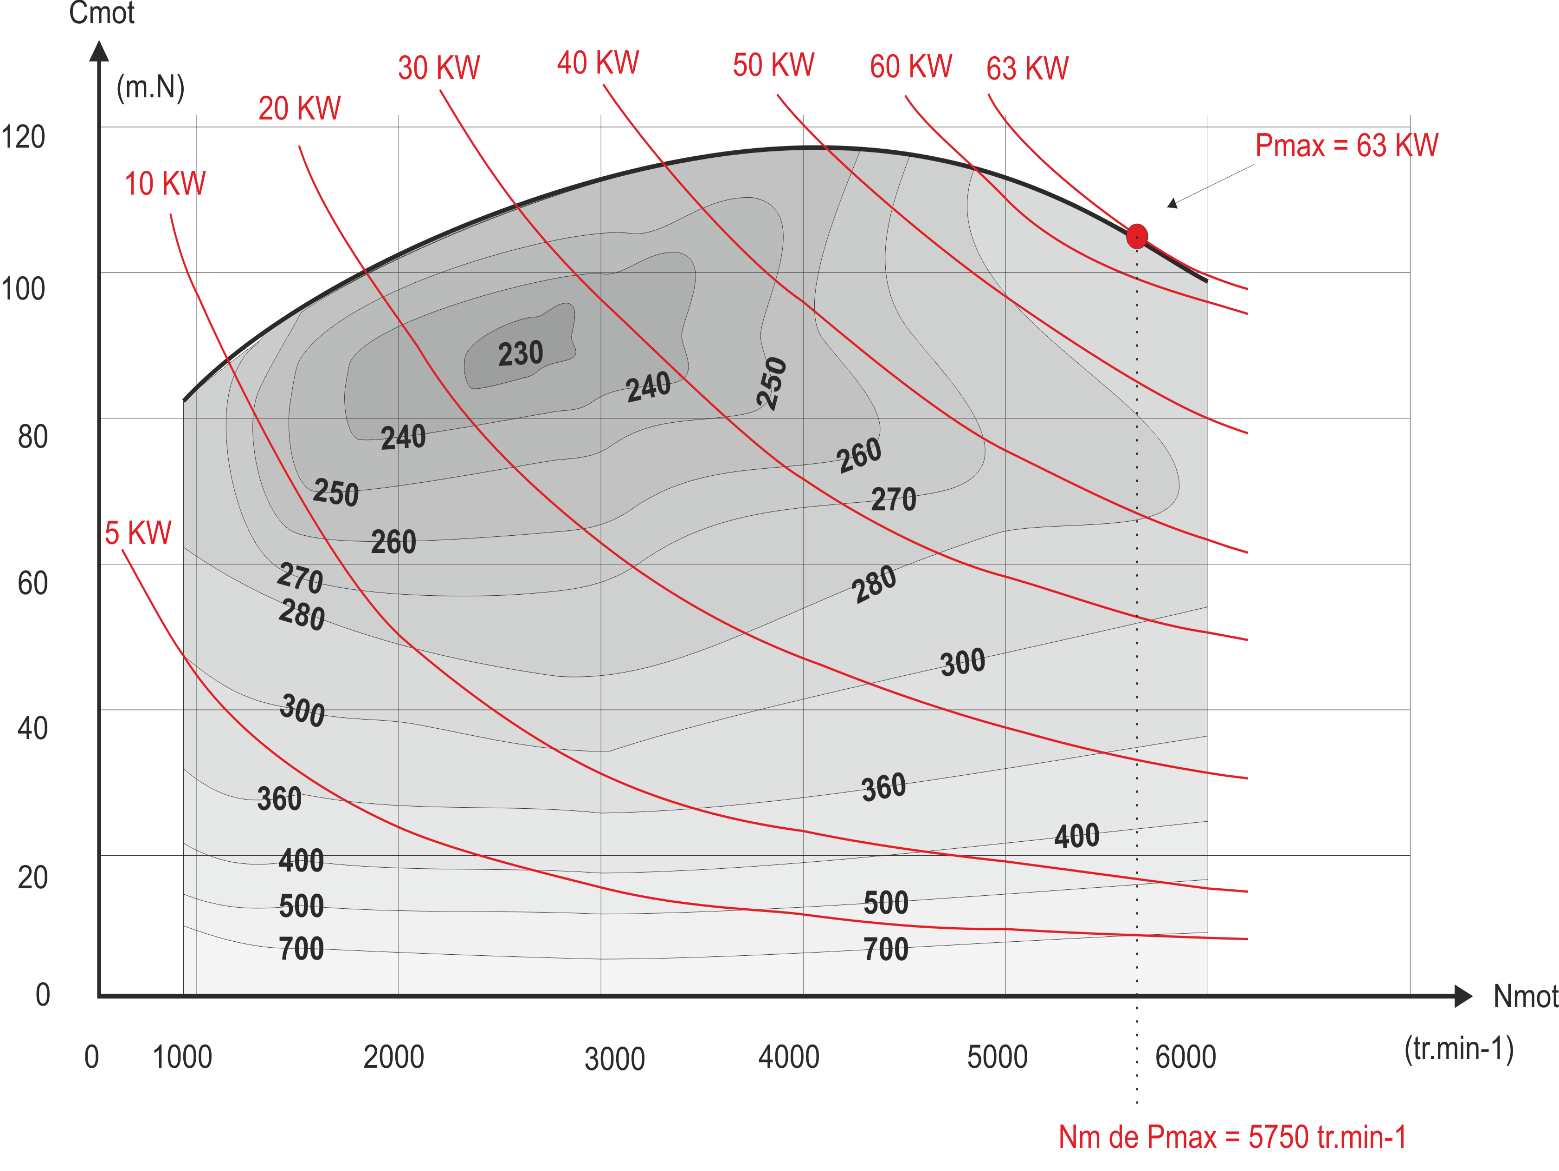 Cmot
(m.N)
30 KW
40 KW
50 KW
60 KW
63 KW
20 KW
120
Pmax = 63 KW
10 KW
100
230
240
250
80
240
260
250
270
5 KW
260
60
270
280
280
300
300
40
360
360
400
400
20
500
500
700
700
0
Nmot
0
1000
2000
3000
4000
5000
6000
(tr.min-1)
Nm de Pmax = 5750 tr.min-1